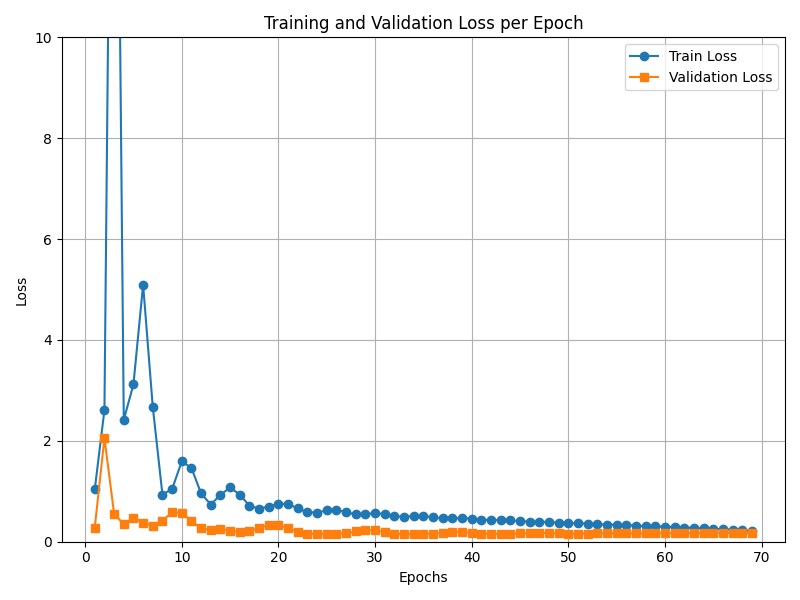 Training and Validation Loss per Epoch
Train Loss
Validation Loss
Loss
10
8
6
4
2
0
0 10 20 30 40 50 60 70
Epochs